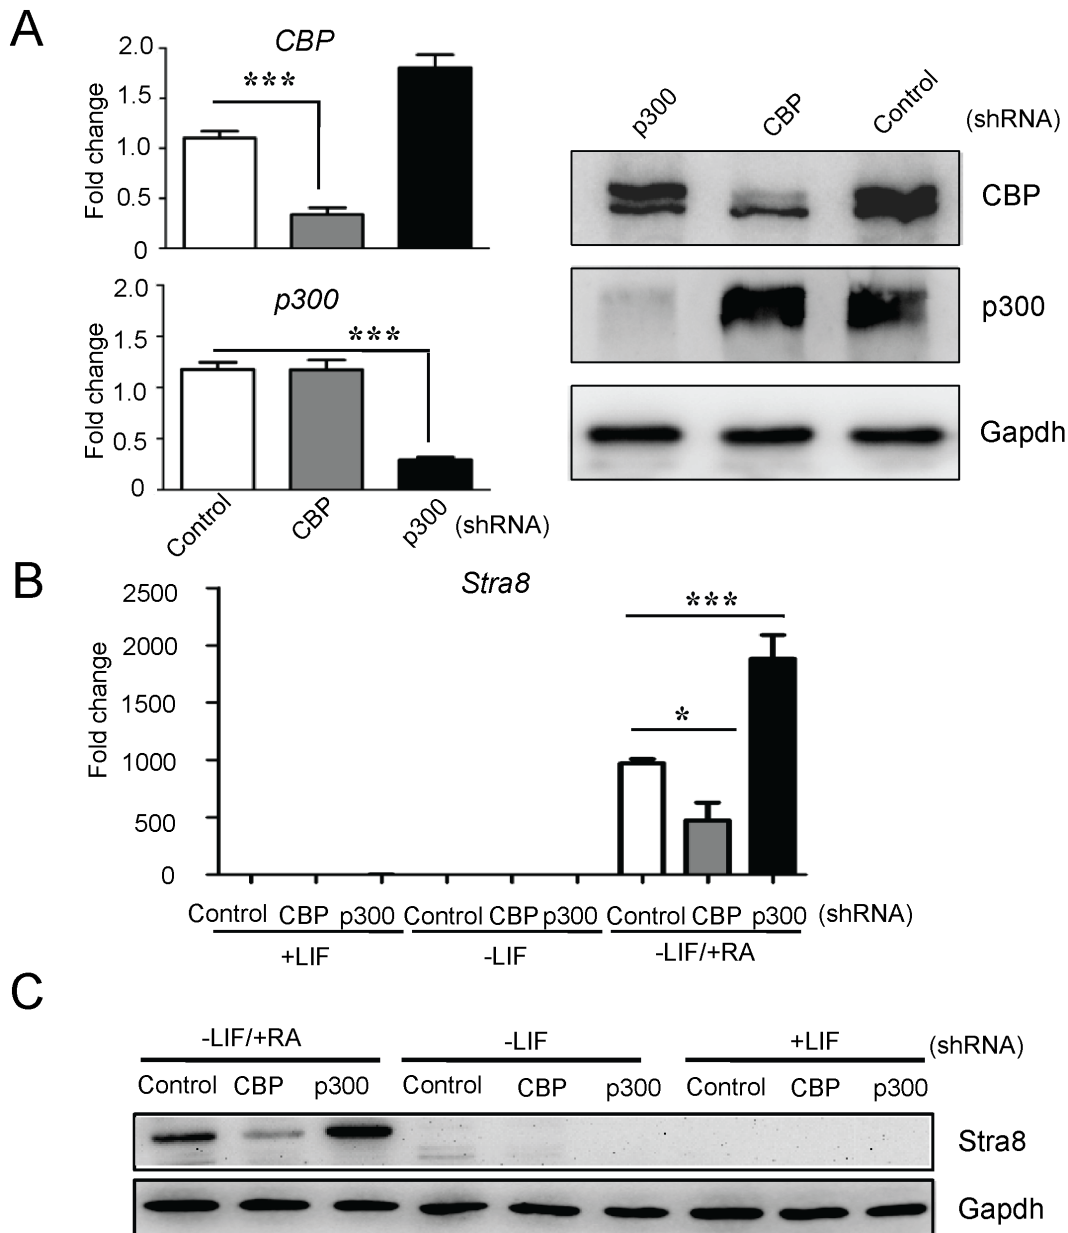 A
CBP
2.0
***
1.5
Fold change
1.0
0.5
0
p300
2.0
***
1.5
Fold change
1.0
0.5
0
Control CBP p300 (shRNA)
p300 CBP Control (shRNA)
CBP
p300
Gapdh
B
Stra8
2500
2000
1500
1000
500
0
Fold change
***
*
Control CBP p300 Control CBP p300 Control CBP p300 (shRNA)
+LIF -LIF -LIF/+RA
C
-LIF/+RA -LIF +LIF (shRNA)
Control CBP p300 Control CBP p300 Control CBP p300
Stra8
Gapdh